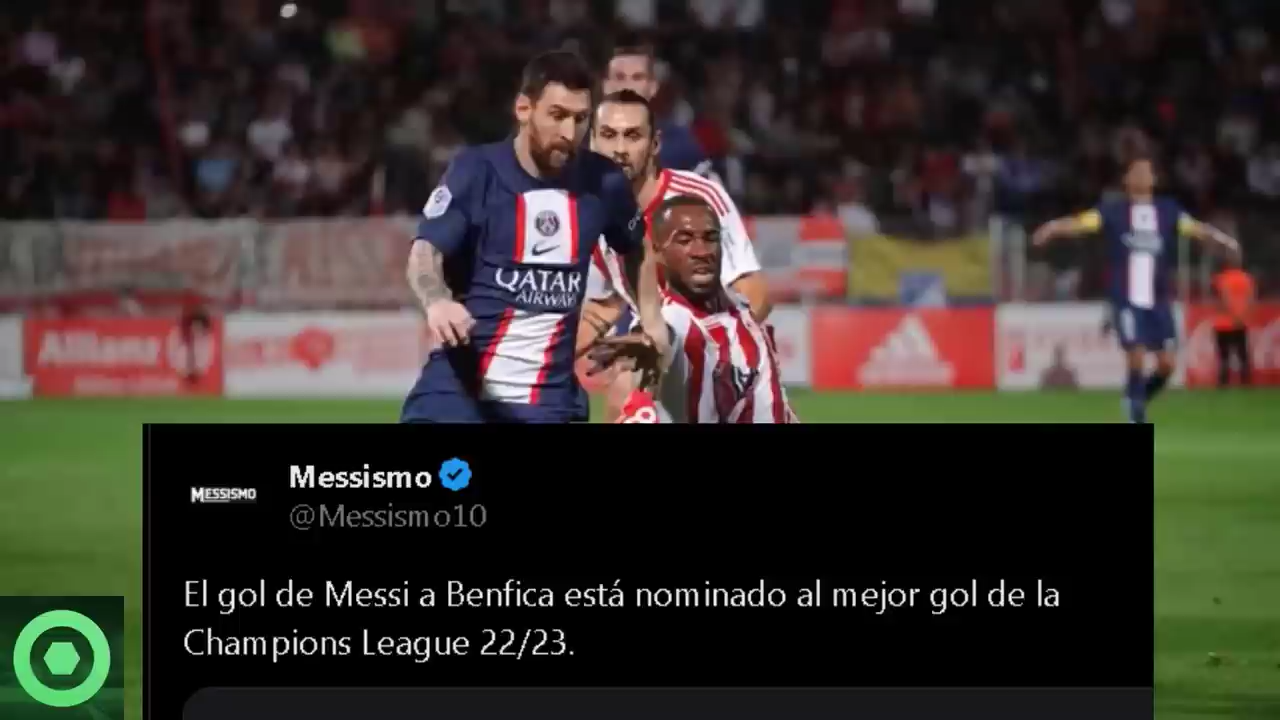 QATAR
AIRWAYS
Allianz
MESSISMO
Messismo
@Messismo10
El gol de Messi a Benfica está nominado al mejor gol de la
Champions League 22/23.